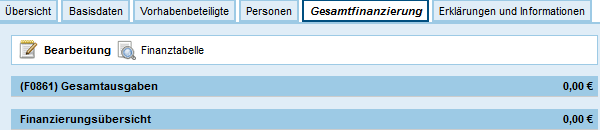 Übersicht Basisdaten Vorhabenbeteiligte Personen Gesamtfinanzierung Erklärungen und Informationen
Bearbeitung Finanztabelle
(F0861) Gesamtausgaben 0,00 €
Finanzierungsübersicht 0,00 €